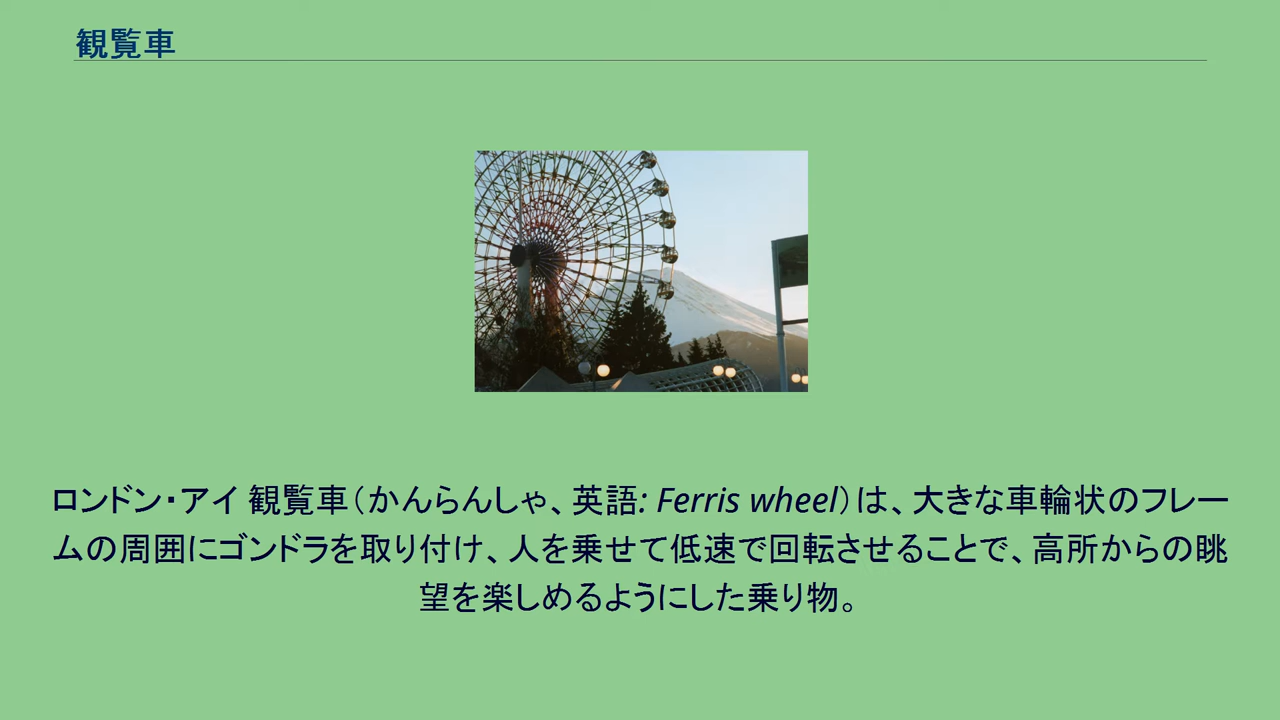 観覧車
ロンドン・アイ 観覧車（かんらんしゃ、英語: Ferris wheel）は、大きな車輪状のフレー
ムの周囲にゴンドラを取り付け、人を乗せて低速で回転させることで、高所からの眺
望を楽しめるようにした乗り物。